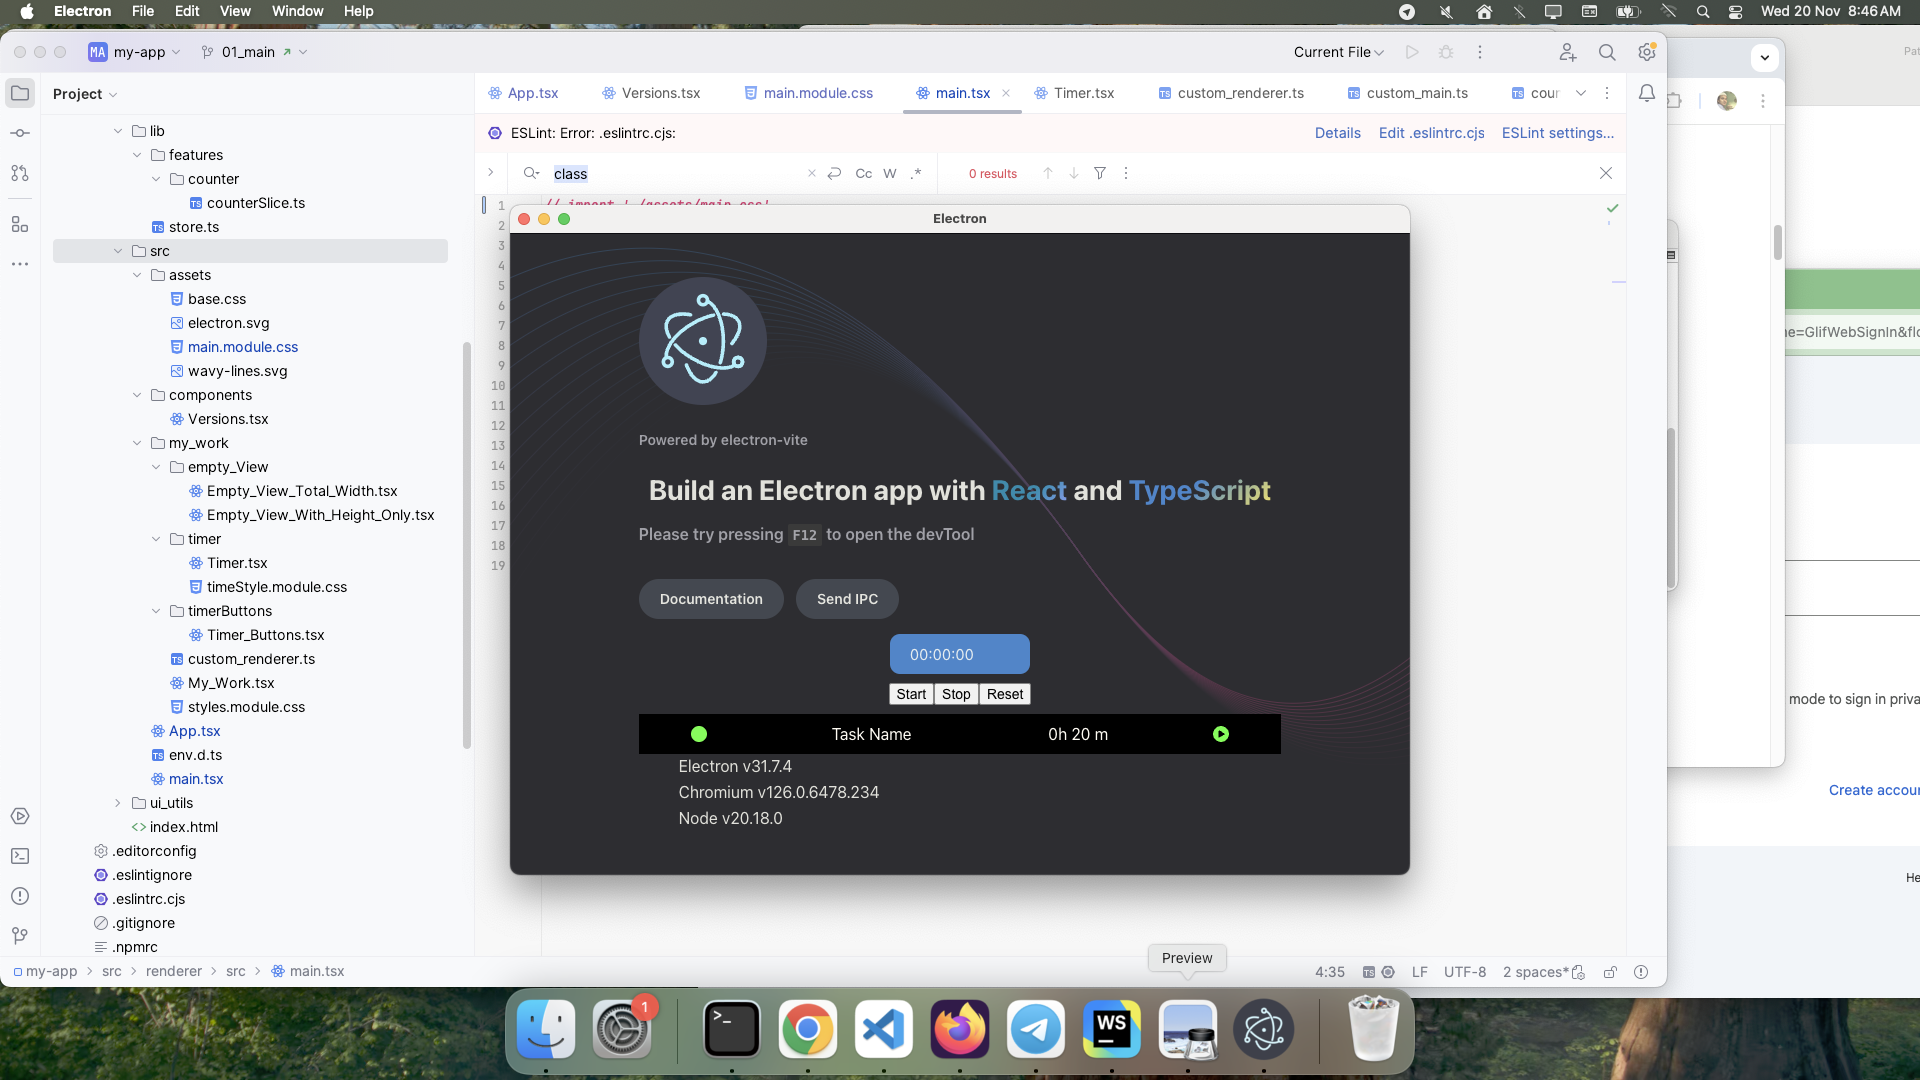 Electron File Edit View Window Help
Wed 20 Nov 8:46 AM
MA my-app 01_main
Current File
Project
App.tsx Versions.tsx main.module.css main.tsx Timer.tsx custom_renderer.ts custom_main.ts cour
ESLint: Error: .eslintrc.cjs:
Details Edit .eslintrc.cjs ESLint settings...
class
Cc W .*
0 results
lib
features
counter
counterSlice.ts
store.ts
src
assets
base.css
electron.svg
main.module.css
wavy-lines.svg
components
Versions.tsx
my_work
empty_View
Empty_View_Total_Width.tsx
Empty_View_With_Height_Only.tsx
timer
Timer.tsx
timeStyle.module.css
timerButtons
Timer_Buttons.tsx
custom_renderer.ts
My_Work.tsx
styles.module.css
App.tsx
env.d.ts
main.tsx
ui_utils
index.html
.editorconfig
.eslintignore
.eslintrc.cjs
.gitignore
.npmrc
1
2
3
4
5
6
7
8
9
10
11
12
13
14
15
16
17
18
19
Electron
Powered by electron-vite
Build an Electron app with React and TypeScript
Please try pressing F12 to open the devTool
Documentation Send IPC
00:00:00
Start Stop Reset
Task Name 0h 20 m
Electron v31.7.4
Chromium v126.0.6478.234
Node v20.18.0
Pat
ne=GlifWebSignIn&flo
mode to sign in priva
Create accour
He
my-app src renderer src main.tsx
4:35 LF UTF-8 2 spaces*
Preview
1
WS